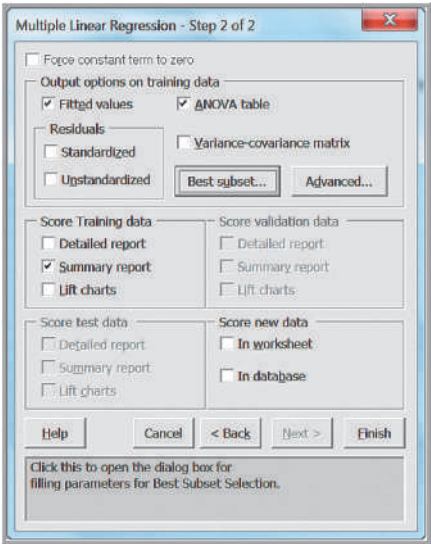 Multiple Linear Regression - Step 2 of 2
x
Force constant term to zero
Output options on training data
Fitted values
ANOVA table
Residuals
Standardized
Unstandardized
Variance-covariance matrix
Best subset...
Advanced...
Score Training data
Detailed report
Summary report
Lift charts
Score validation data
Detailed report
Summary report
Lift charts
Score test data
Detailed report
Summary report
Lift charts
Score new data
In worksheet
In database
Help
Cancel
< Back
Next >
Finish
Click this to open the dialog box for
filling parameters for Best Subset Selection.